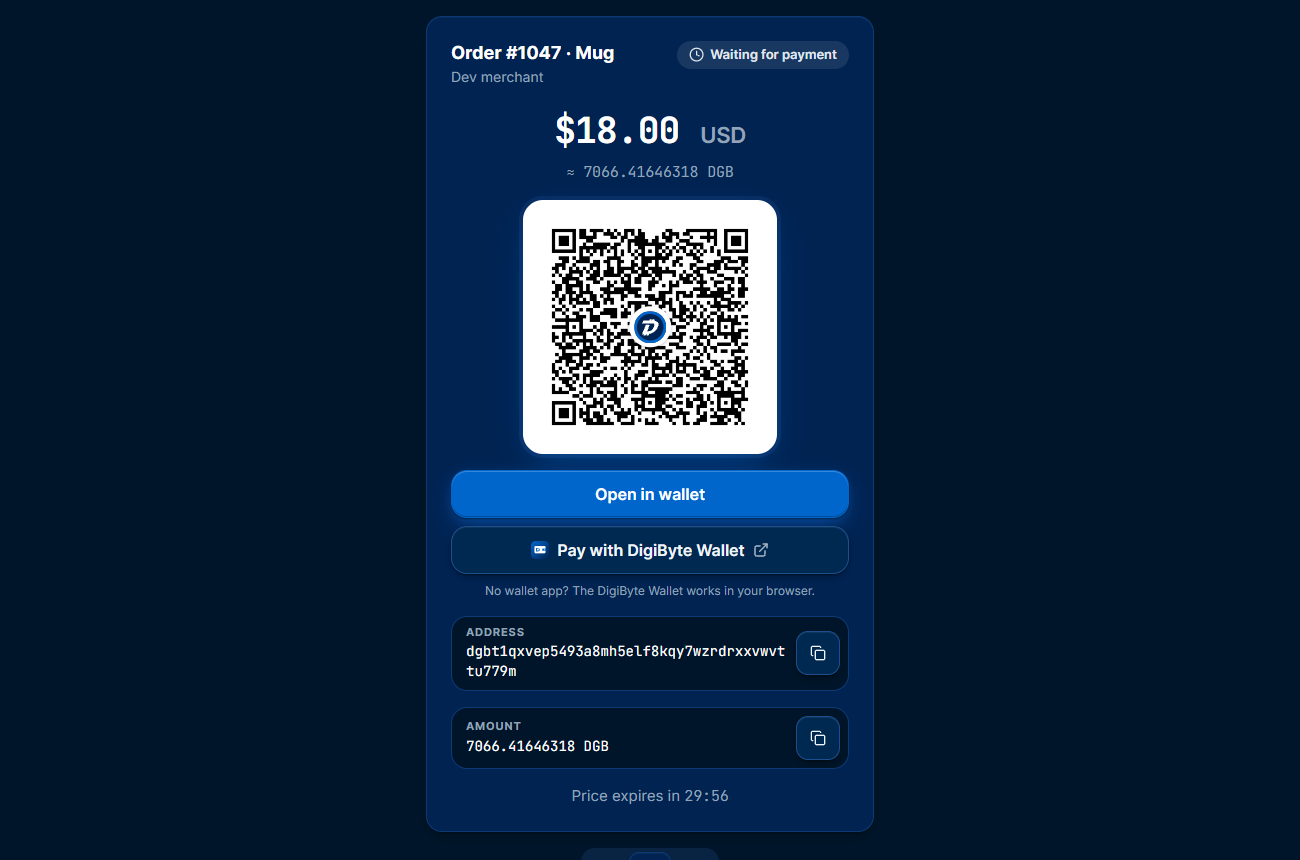 Order #1047 · Mug
Waiting for payment
Dev merchant
$18.00 USD
≈ 7066.41646318 DGB
Open in wallet
Pay with DigiByte Wallet
No wallet app? The DigiByte Wallet works in your browser.
ADDRESS
dgbt1qxvep5493a8mh5elf8kqy7wzrdrxxvwvt
tu779m
AMOUNT
7066.41646318 DGB
Price expires in 29:56